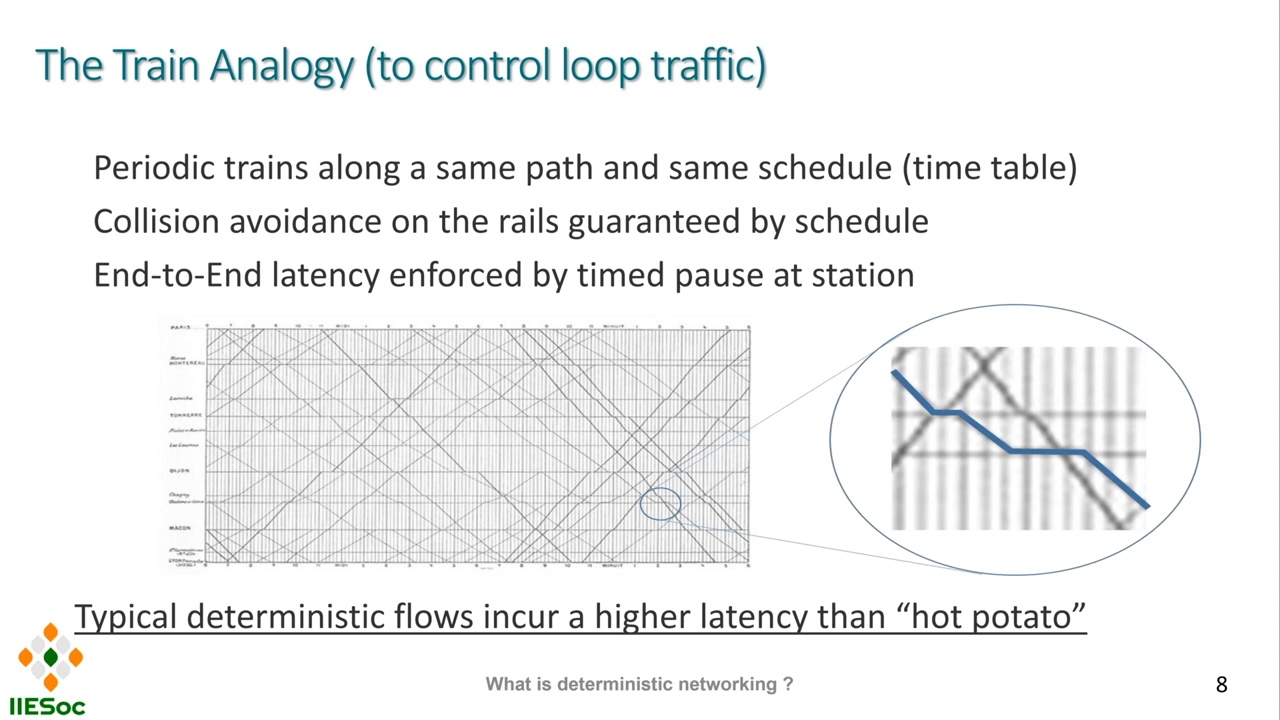 The Train Analogy (to control loop traffic)
Periodic trains along a same path and same schedule (time table)
Collision avoidance on the rails guaranteed by schedule
End-to-End latency enforced by timed pause at station
PARIS
MONTEREAU
Laroche
TONNERRE
DIJON
Chagny
MACON
Typical deterministic flows incur a higher latency than “hot potato”
IIESoc
What is deterministic networking ?
8